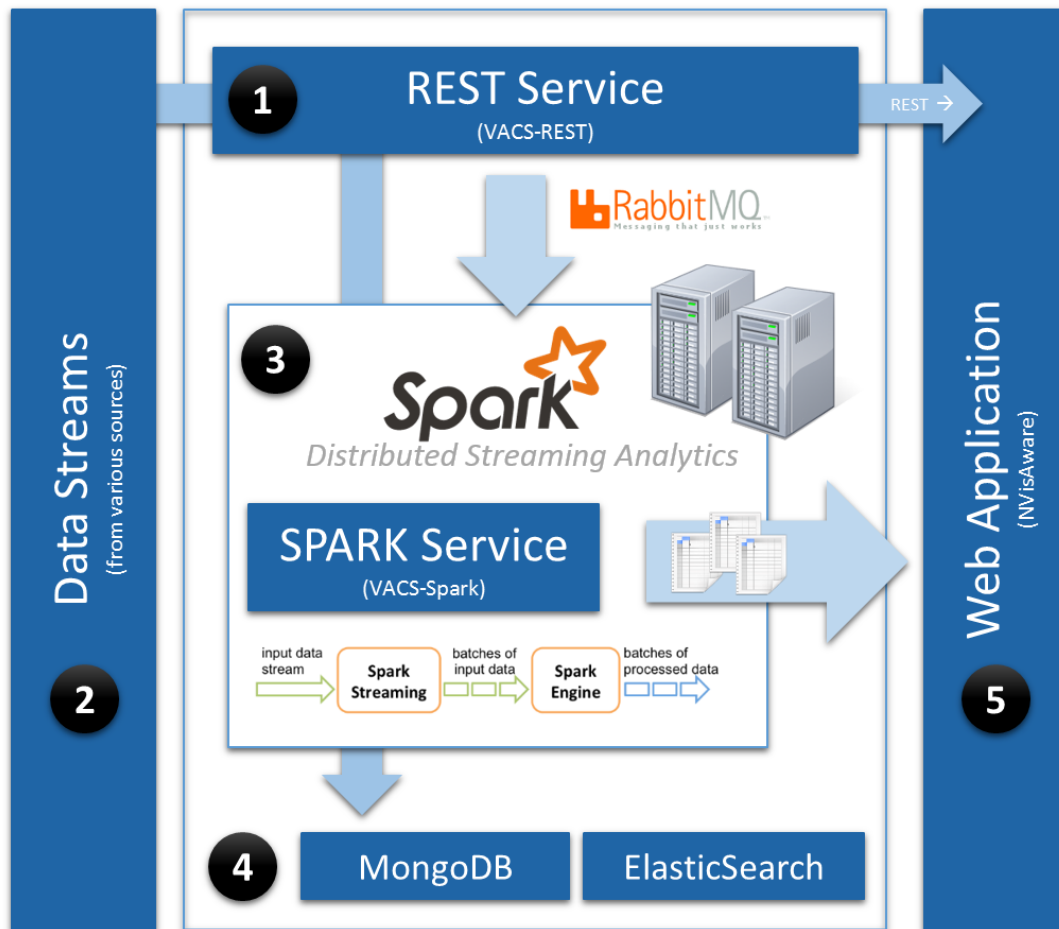 1
REST Service
(VACS-REST)
REST →
RabbitMQ
Messaging that just works
Data Streams
(from various sources)
2
3
Spark
Distributed Streaming Analytics
SPARK Service
(VACS-Spark)
input data
stream
Spark
Streaming
batches of
input data
Spark
Engine
batches of
processed data
4
MongoDB
ElasticSearch
Web Application
(NVisAware)
5